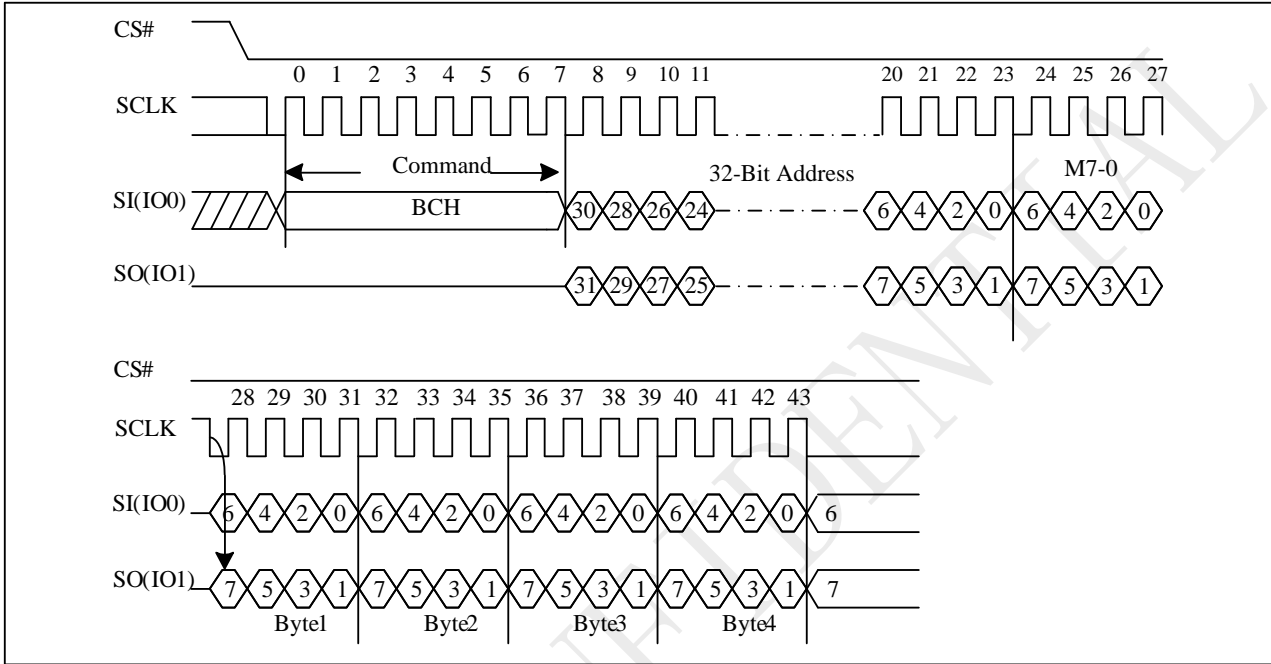 CS#
0 1 2 3 4 5 6 7 8 9 10 11 20 21 22 23 24 25 26 27
SCLK
Command 32-Bit Address M7-0
SI(IO0) BCH 30 28 26 24 6 4 2 0 6 4 2 0
SO(IO1) 31 29 27 25 7 5 3 1 7 5 3 1
CS#
28 29 30 31 32 33 34 35 36 37 38 39 40 41 42 43
SCLK
SI(IO0) 6 4 2 0 6 4 2 0 6 4 2 0 6 4 2 0 6
SO(IO1) 7 5 3 1 7 5 3 1 7 5 3 1 7 5 3 1 7
Byte1 Byte2 Byte3 Byte4
IDENTIAL